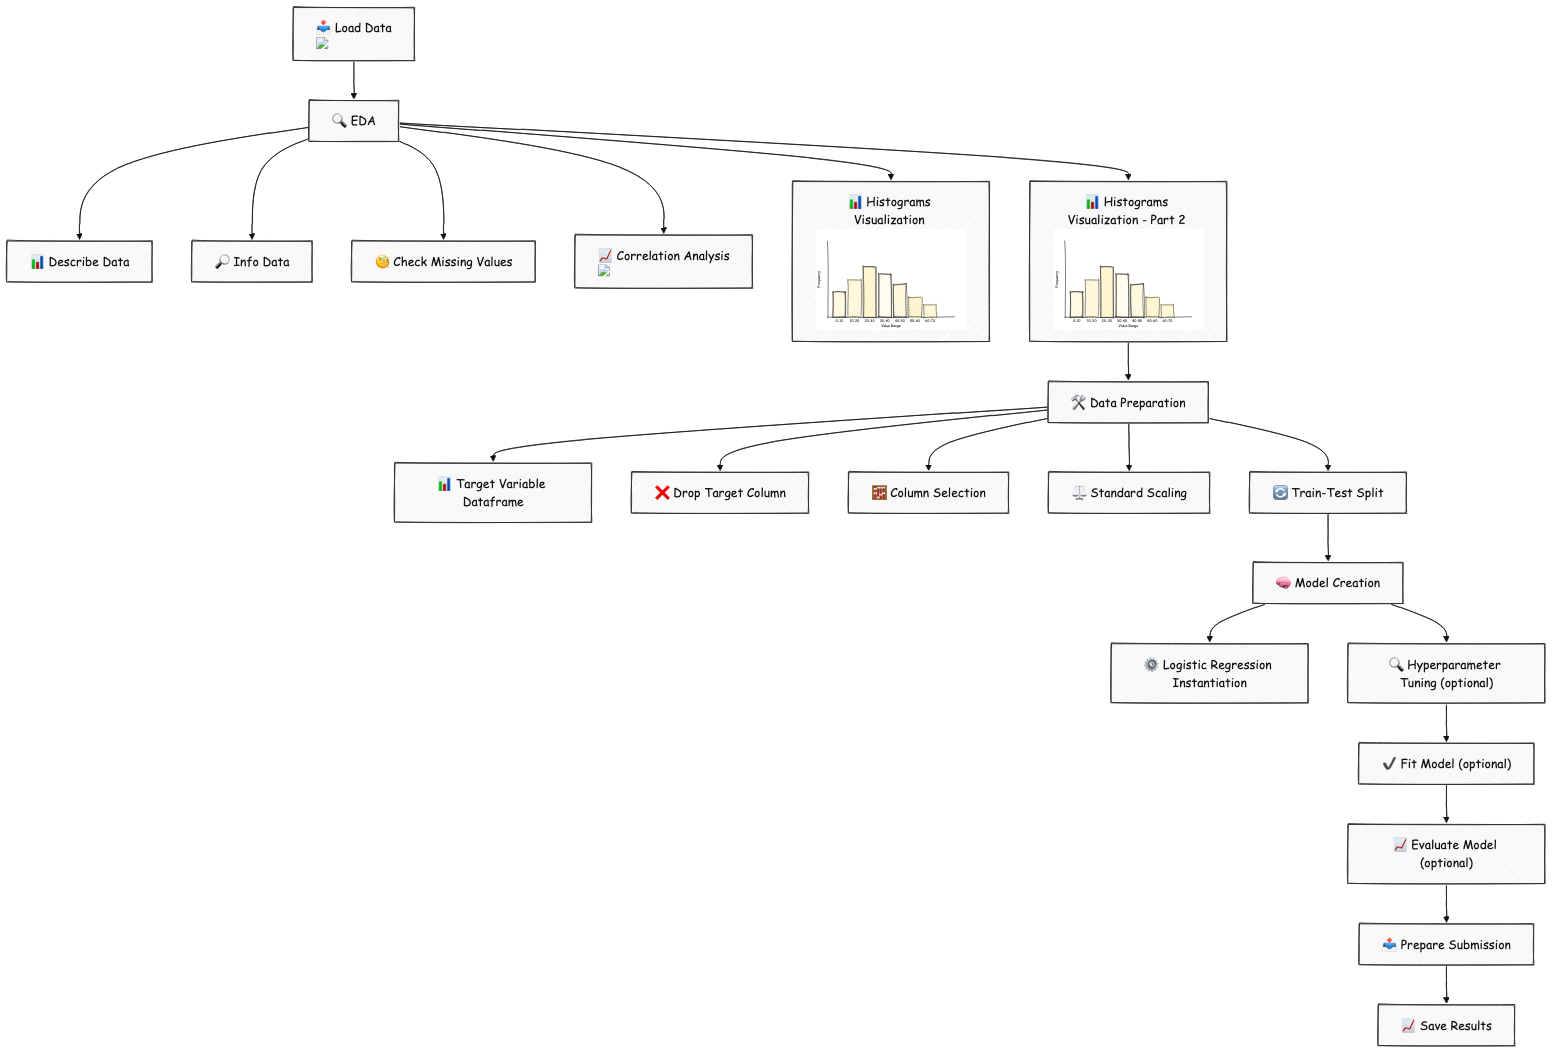 📥 Load Data
🔍 EDA
📊 Histograms
Visualization
📊 Histograms
Visualization - Part 2
📊 Describe Data
🔎 Info Data
🧐 Check Missing Values
📈 Correlation Analysis
Frequency
0-10 10-20 20-30 30-40 40-50 50-60 60-70
Value Range
Frequency
0-10 10-20 20-30 30-40 40-50 50-60 60-70
Value Range
🛠️ Data Preparation
📊 Target Variable
Dataframe
❌ Drop Target Column
🧮 Column Selection
⚖️ Standard Scaling
🔄 Train-Test Split
🧠 Model Creation
⚙️ Logistic Regression
Instantiation
🔍 Hyperparameter
Tuning (optional)
✔️ Fit Model (optional)
📈 Evaluate Model
(optional)
📤 Prepare Submission
📈 Save Results